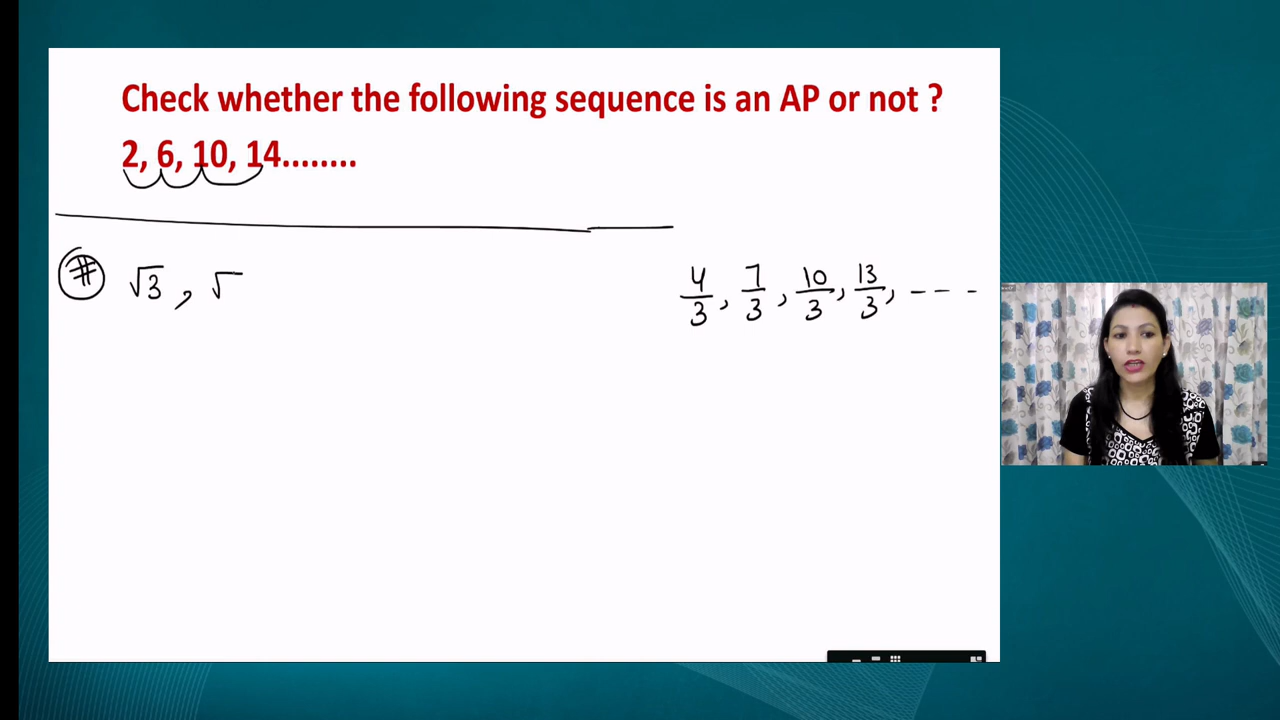 Check whether the following sequence is an AP or not ?
2, 6, 10, 14........
# √3 , √
4/3, 7/3, 10/3, 13/3, - - -